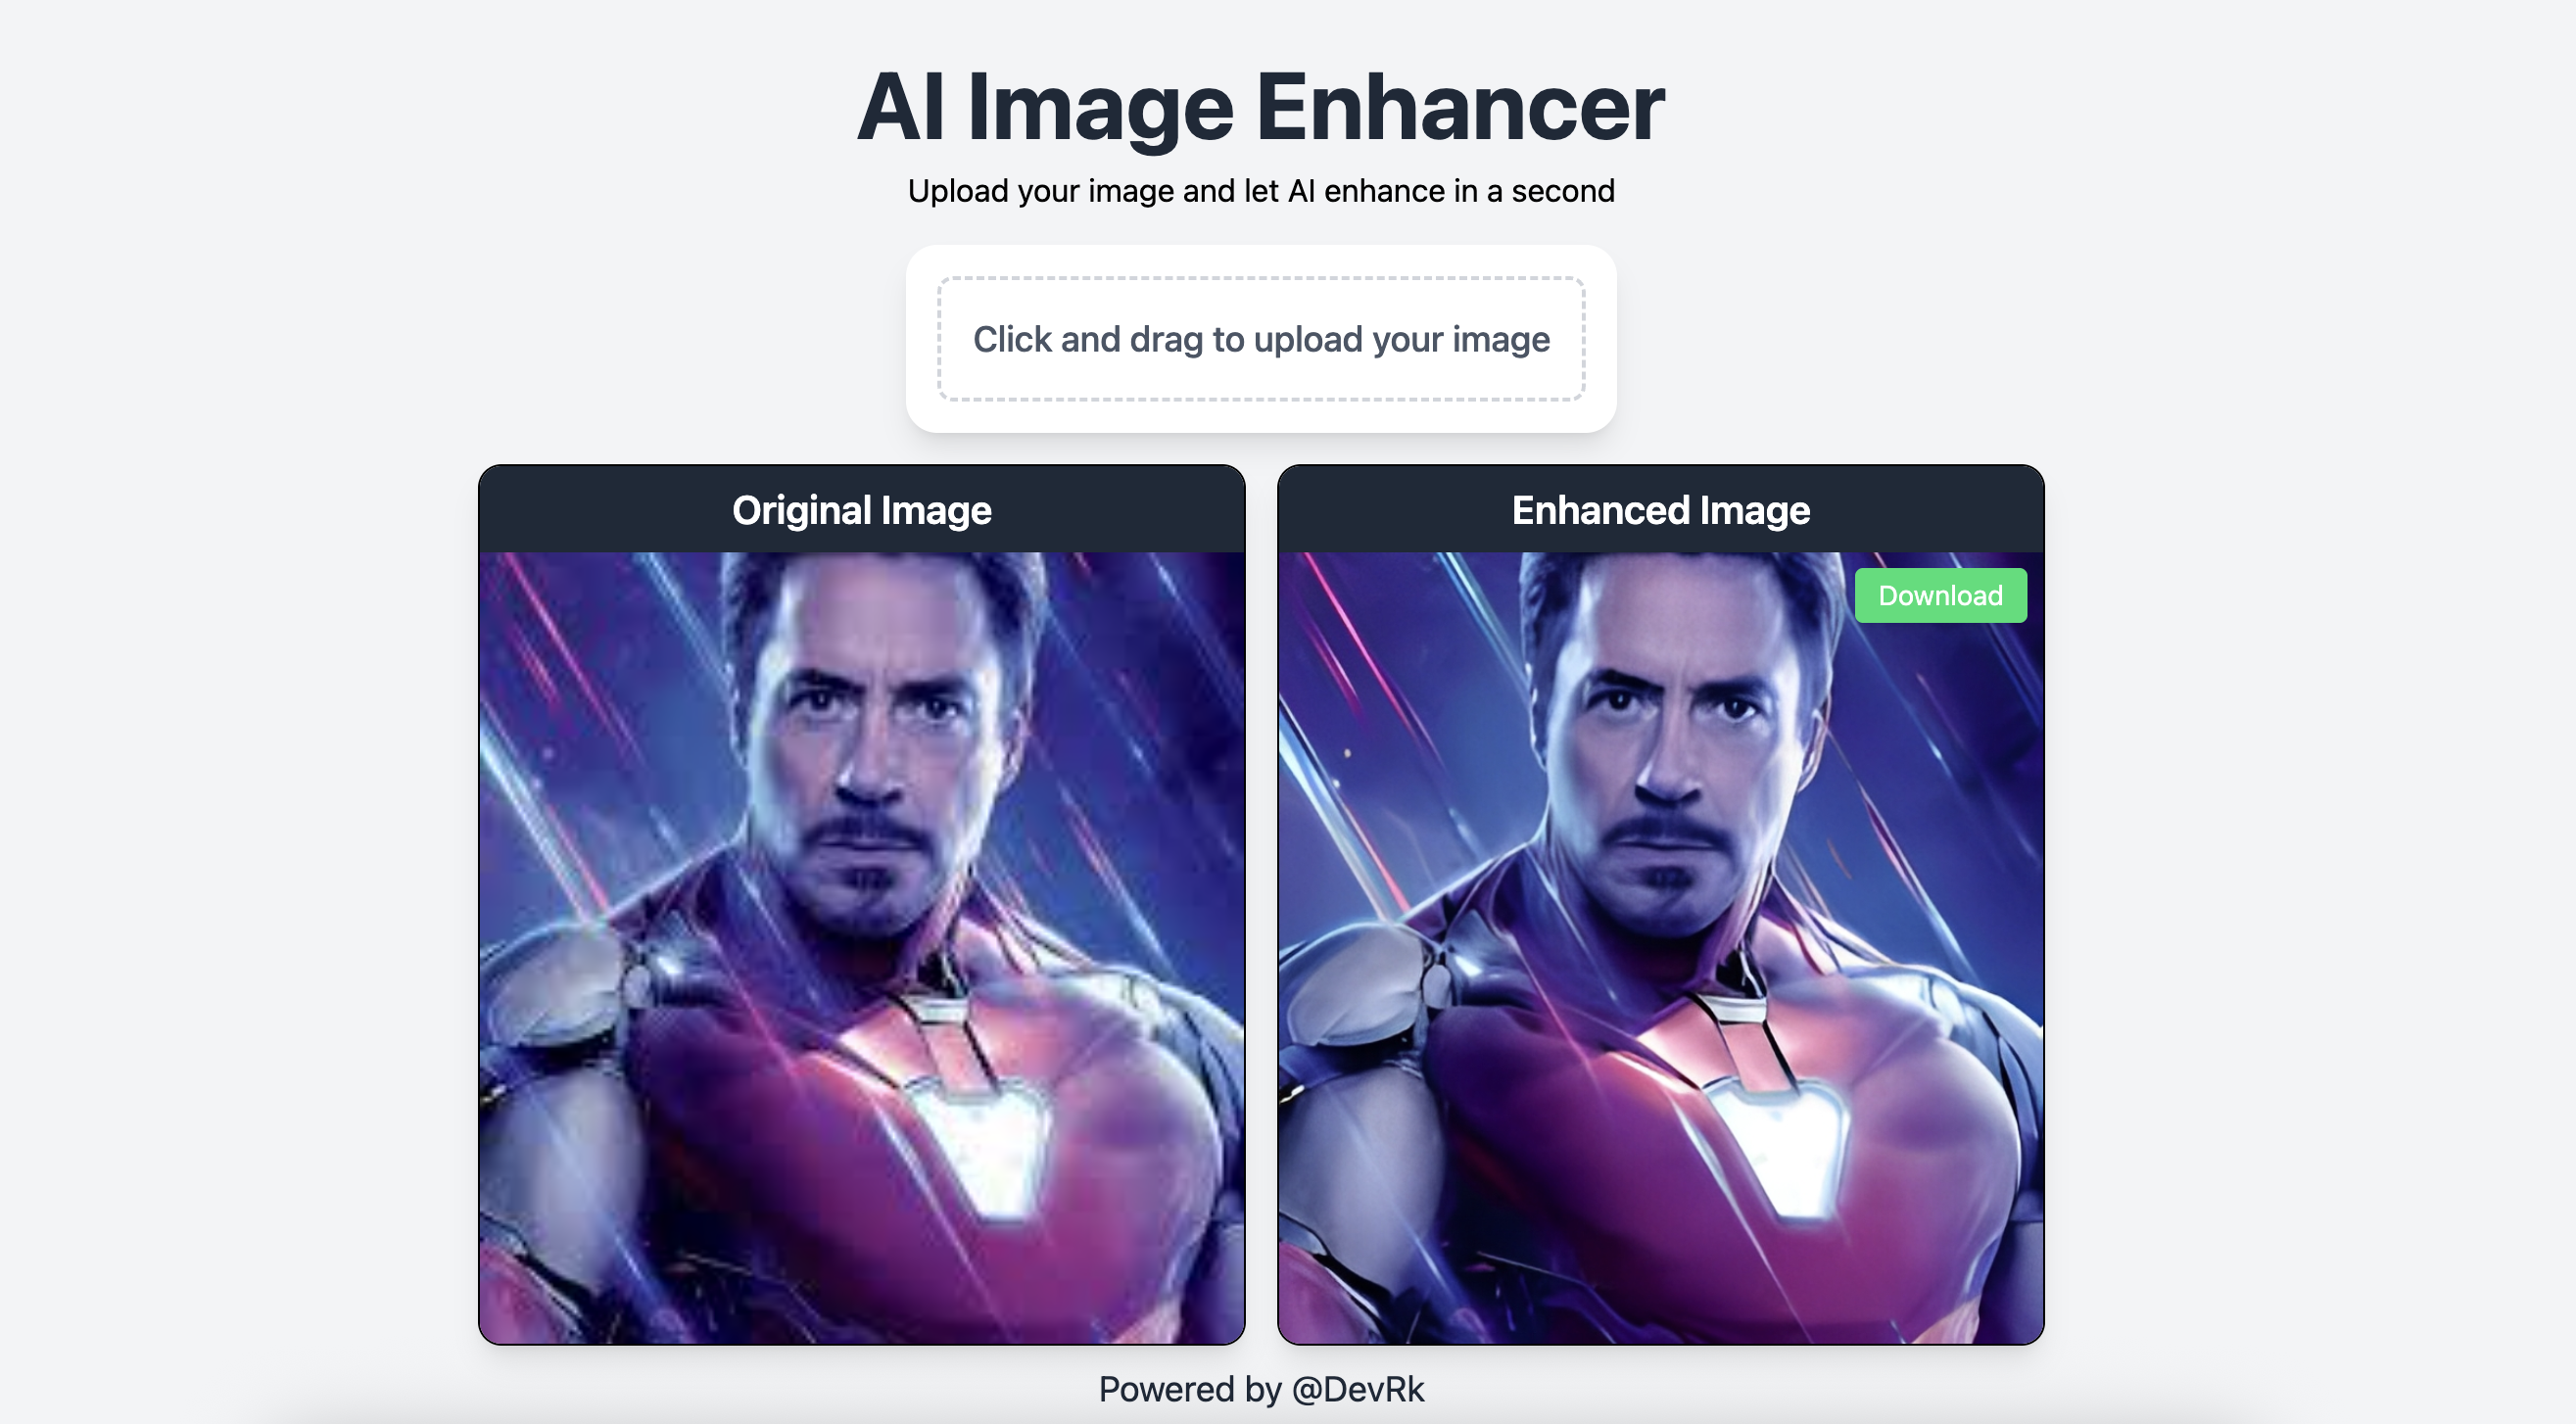 AI Image Enhancer
Upload your image and let AI enhance in a second
Click and drag to upload your image
Original Image
Enhanced Image
Download
Powered by @DevRk